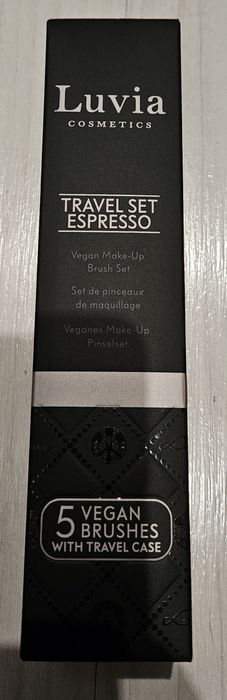 Luvia
COSMETICS
TRAVEL SET
ESPRESSO
Vegan Make-Up
Brush Set
Set de pinceaux
de maquillage
Veganes Make-Up
Pinselset
5 VEGAN
BRUSHES
WITH TRAVEL CASE